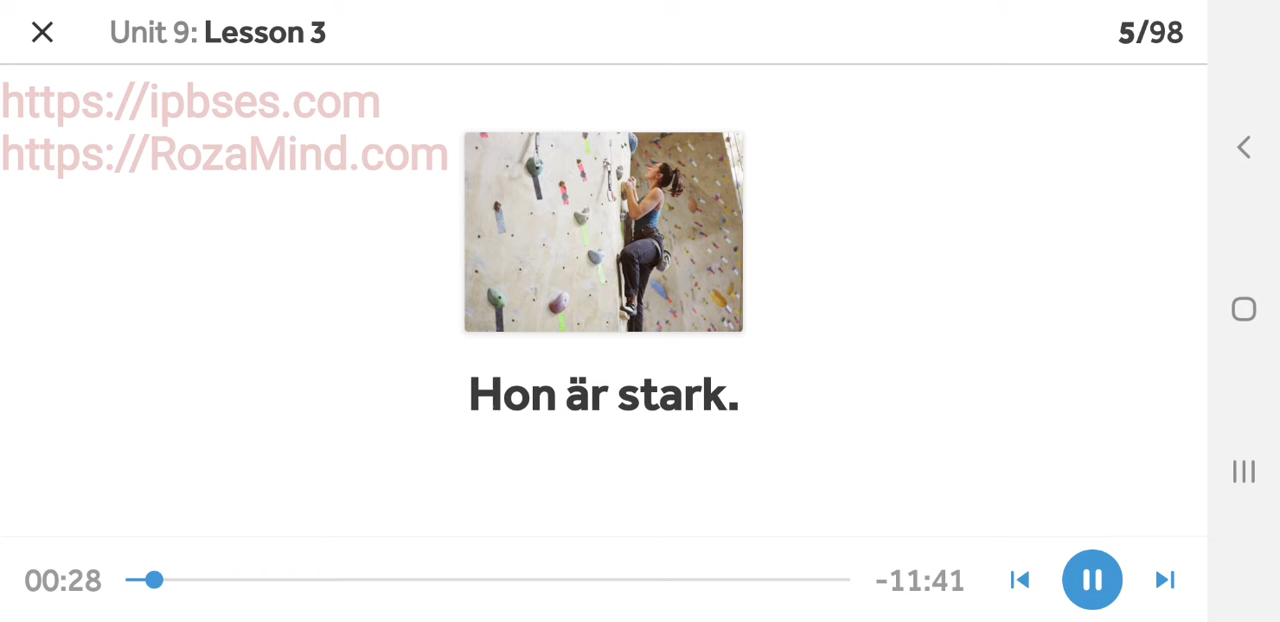 Unit 9: Lesson 3
5/98
https://ipbses.com
https://RozaMind.com
Hon är stark.
00:28
-11:41